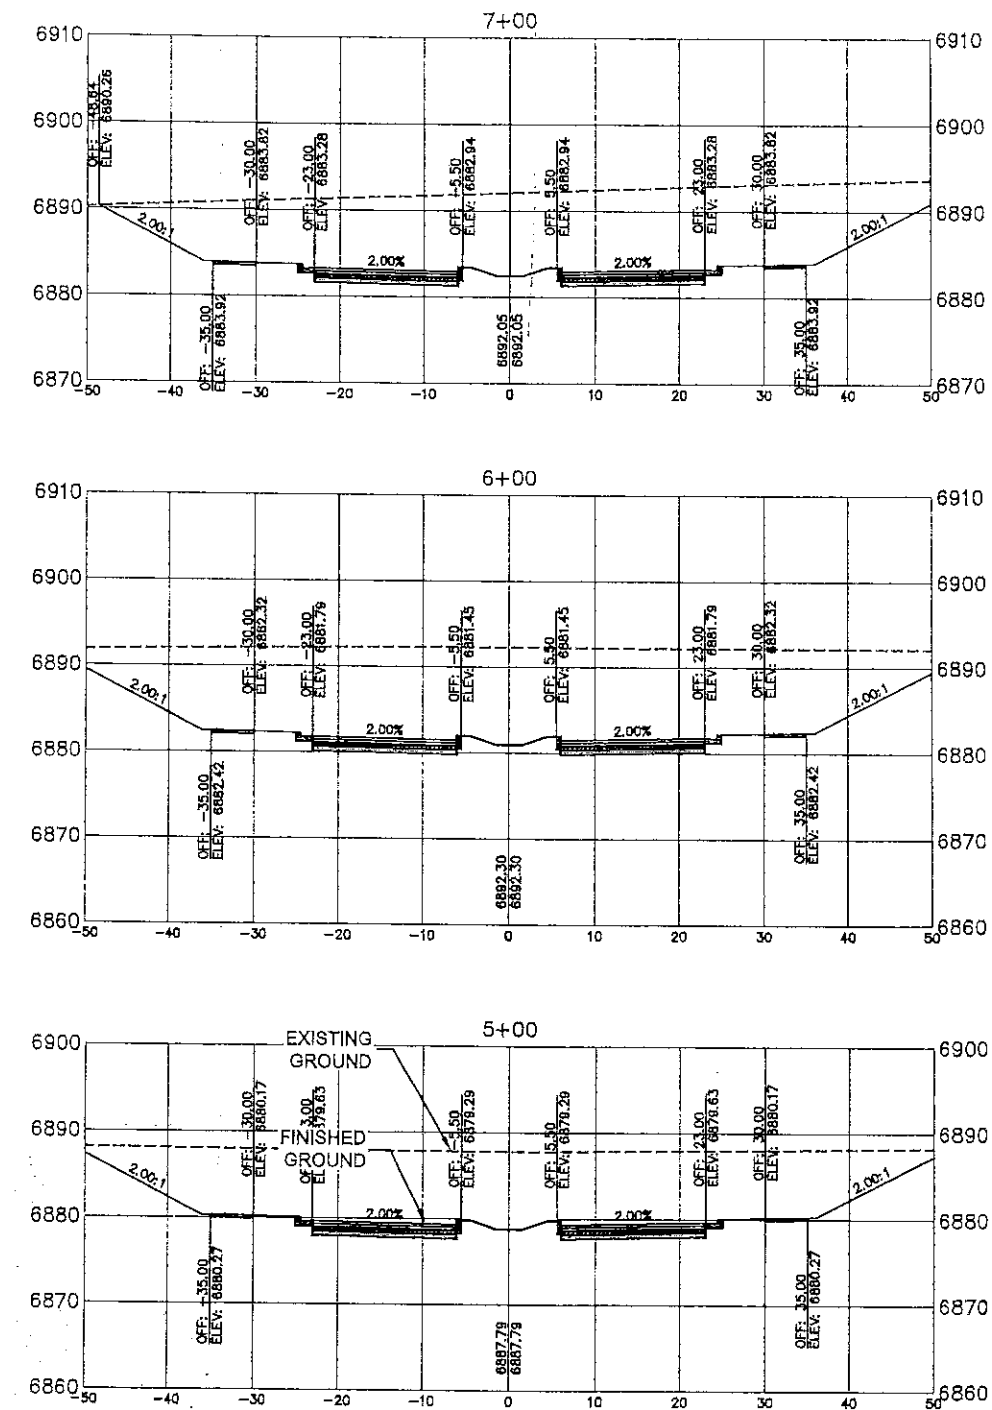 7+00
6910
6910
OFF: -48.64
ELEV: 6890.26
OFF: -30.00
ELEV: 6883.82
OFF: -23.00
ELEV: 6883.28
OFF: -5.50
ELEV: 6882.94
OFF: 5.50
ELEV: 6882.94
OFF: 23.00
ELEV: 6883.28
OFF: 30.00
ELEV: 6883.82
6900
6900
6890
6890
2.00:1
2.00%
2.00%
2.00:1
6880
6880
OFF: -35.00
ELEV: 6883.92
6892.05
6892.05
OFF: 35.00
ELEV: 6883.92
6870
6870
-50 -40 -30 -20 -10 0 10 20 30 40 50
6+00
6910
6910
6900
6900
OFF: -30.00
ELEV: 6882.32
OFF: -23.00
ELEV: 6881.79
OFF: -5.50
ELEV: 6881.45
OFF: 5.50
ELEV: 6881.45
OFF: 23.00
ELEV: 6881.79
OFF: 30.00
ELEV: 6882.32
6890
6890
2.00:1
2.00%
2.00%
2.00:1
6880
6880
OFF: -35.00
ELEV: 6882.42
OFF: 35.00
ELEV: 6882.42
6870
6870
6892.30
6892.30
6860
6860
-50 -40 -30 -20 -10 0 10 20 30 40 50
5+00
6900
6900
EXISTING
GROUND
OFF: -30.00
ELEV: 6880.17
3.00
879.63
OFF: -5.50
ELEV: 6879.29
OFF: 5.50
ELEV: 6879.29
OFF: 23.00
ELEV: 6879.63
OFF: 30.00
ELEV: 6880.17
6890
6890
FINISHED
GROUND
2.00:1
2.00%
2.00%
2.00:1
6880
6880
OFF: -35.00
ELEV: 6880.27
OFF: 35.00
ELEV: 6880.27
6870
6870
6887.79
6887.79
6860
6860
-50 -40 -30 -20 -10 0 10 20 30 40 50